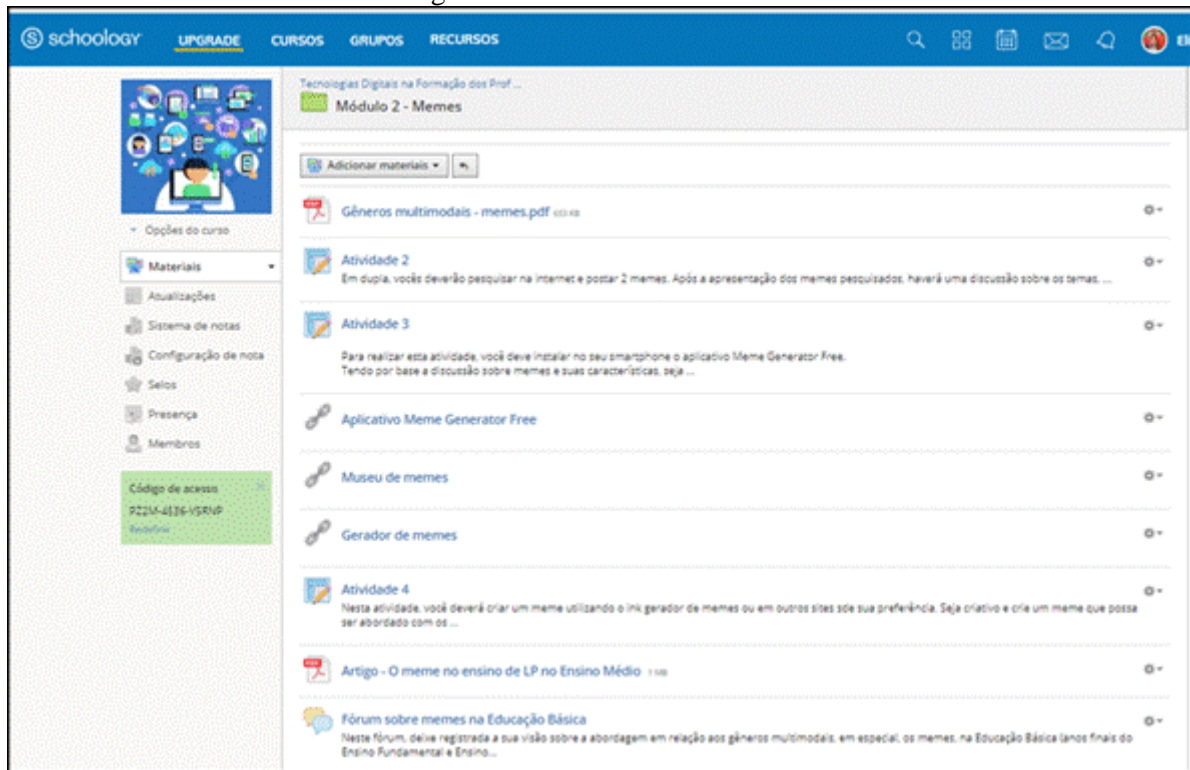 schoology UPGRADE CURSOS GRUPOS RECURSOS
Tecnologias Digitais na Formação dos Prof ...
Módulo 2 - Memes
Opções do curso
Materiais
Atualizações
Sistema de notas
Configuração de nota
Selos
Presença
Membros
Código de acesso
Redefinir
Adicionar materiais
Gêneros multimodais - memes.pdf
Atividade 2
Em dupla, vocês deverão pesquisar na internet e postar 2 memes. Após a apresentação dos memes pesquisados, haverá uma discussão sobre os temas, ...
Atividade 3
Para realizar esta atividade, você deve instalar no seu smartphone o aplicativo Meme Generator Free.
Tendo por base a discussão sobre memes e suas características, seja ...
Aplicativo Meme Generator Free
Museu de memes
Gerador de memes
Atividade 4
Nesta atividade, você deverá criar um meme utilizando o ink gerador de memes ou em outros sites sde sua preferência. Seja criativo e crie um meme que possa
ser abordado com os ...
Artigo - O meme no ensino de LP no Ensino Médio 1 MB
Fórum sobre memes na Educação Básica
Neste fórum, deixe registrada a sua visão sobre a abordagem em relação aos gêneros multimodais, em especial, os memes, na Educação Básica (anos finais do
Ensino Fundamental e Ensino...